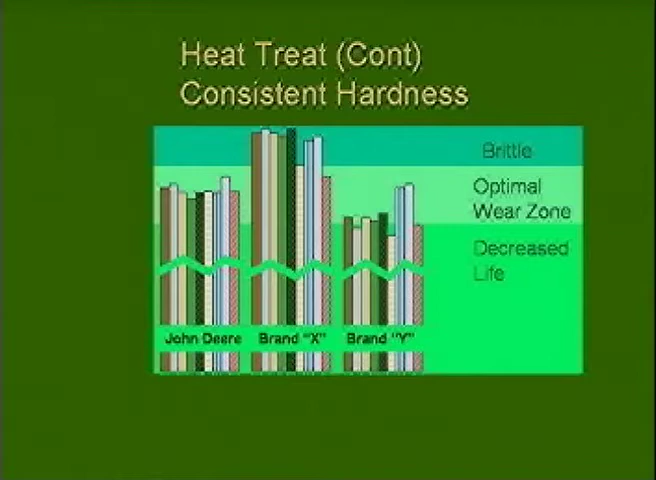 Heat Treat (Cont)
Consistent Hardness
Brittle
Optimal
Wear Zone
Decreased
Life
John Deere
Brand "X"
Brand "Y"